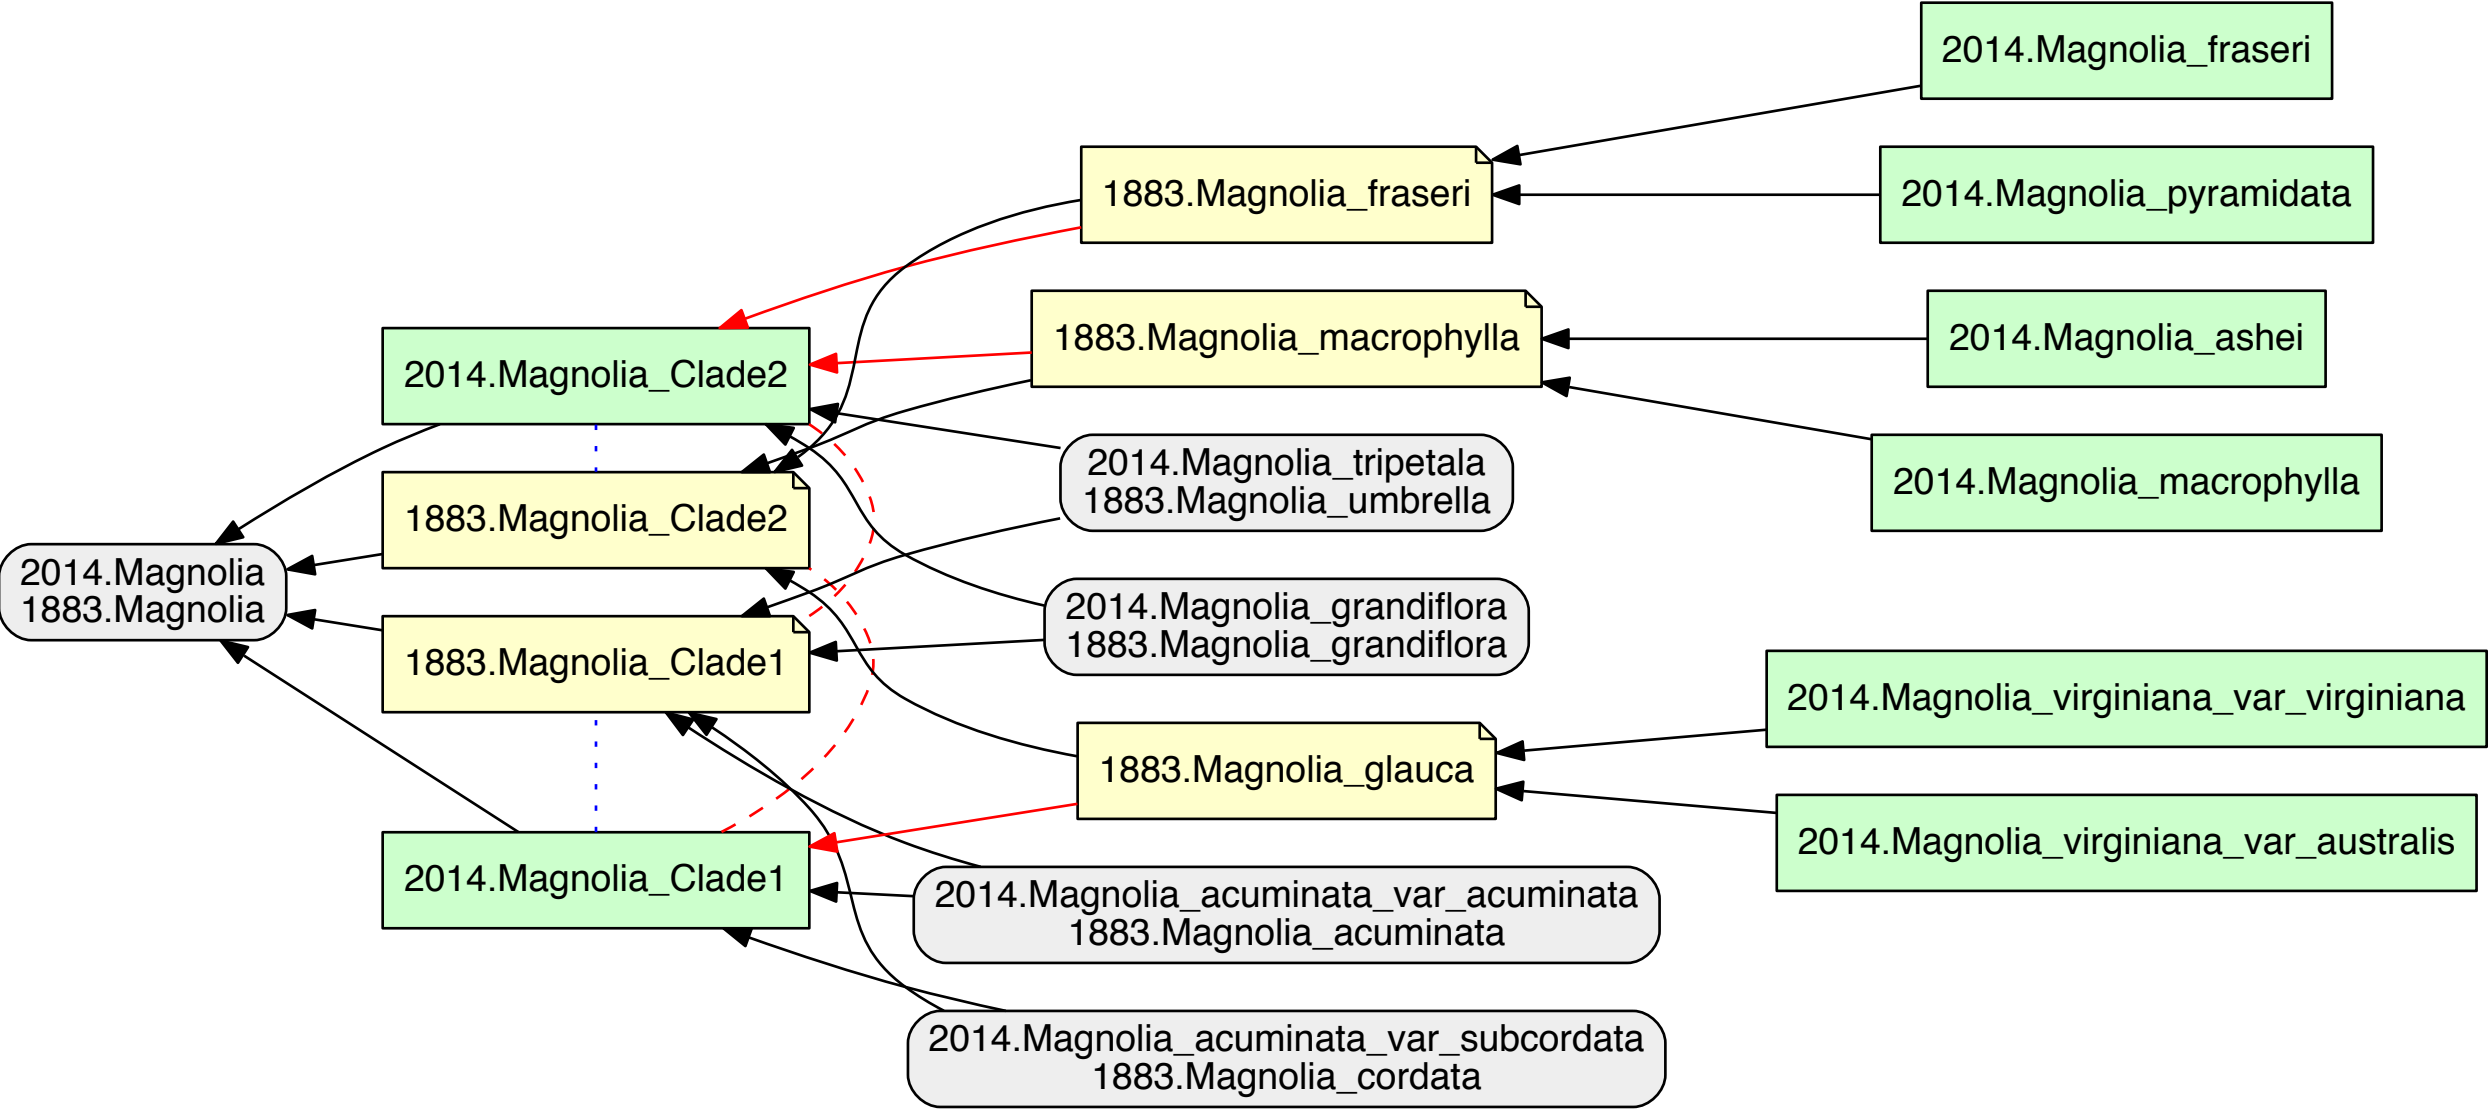 2014.Magnolia_fraseri
1883.Magnolia_fraseri
2014.Magnolia_pyramidata
1883.Magnolia_macrophylla
2014.Magnolia_ashei
2014.Magnolia_Clade2
2014.Magnolia_tripetala
1883.Magnolia_umbrella
2014.Magnolia_macrophylla
1883.Magnolia_Clade2
2014.Magnolia
1883.Magnolia
2014.Magnolia_grandiflora
1883.Magnolia_grandiflora
1883.Magnolia_Clade1
2014.Magnolia_virginiana_var_virginiana
1883.Magnolia_glauca
2014.Magnolia_virginiana_var_australis
2014.Magnolia_Clade1
2014.Magnolia_acuminata_var_acuminata
1883.Magnolia_acuminata
2014.Magnolia_acuminata_var_subcordata
1883.Magnolia_cordata